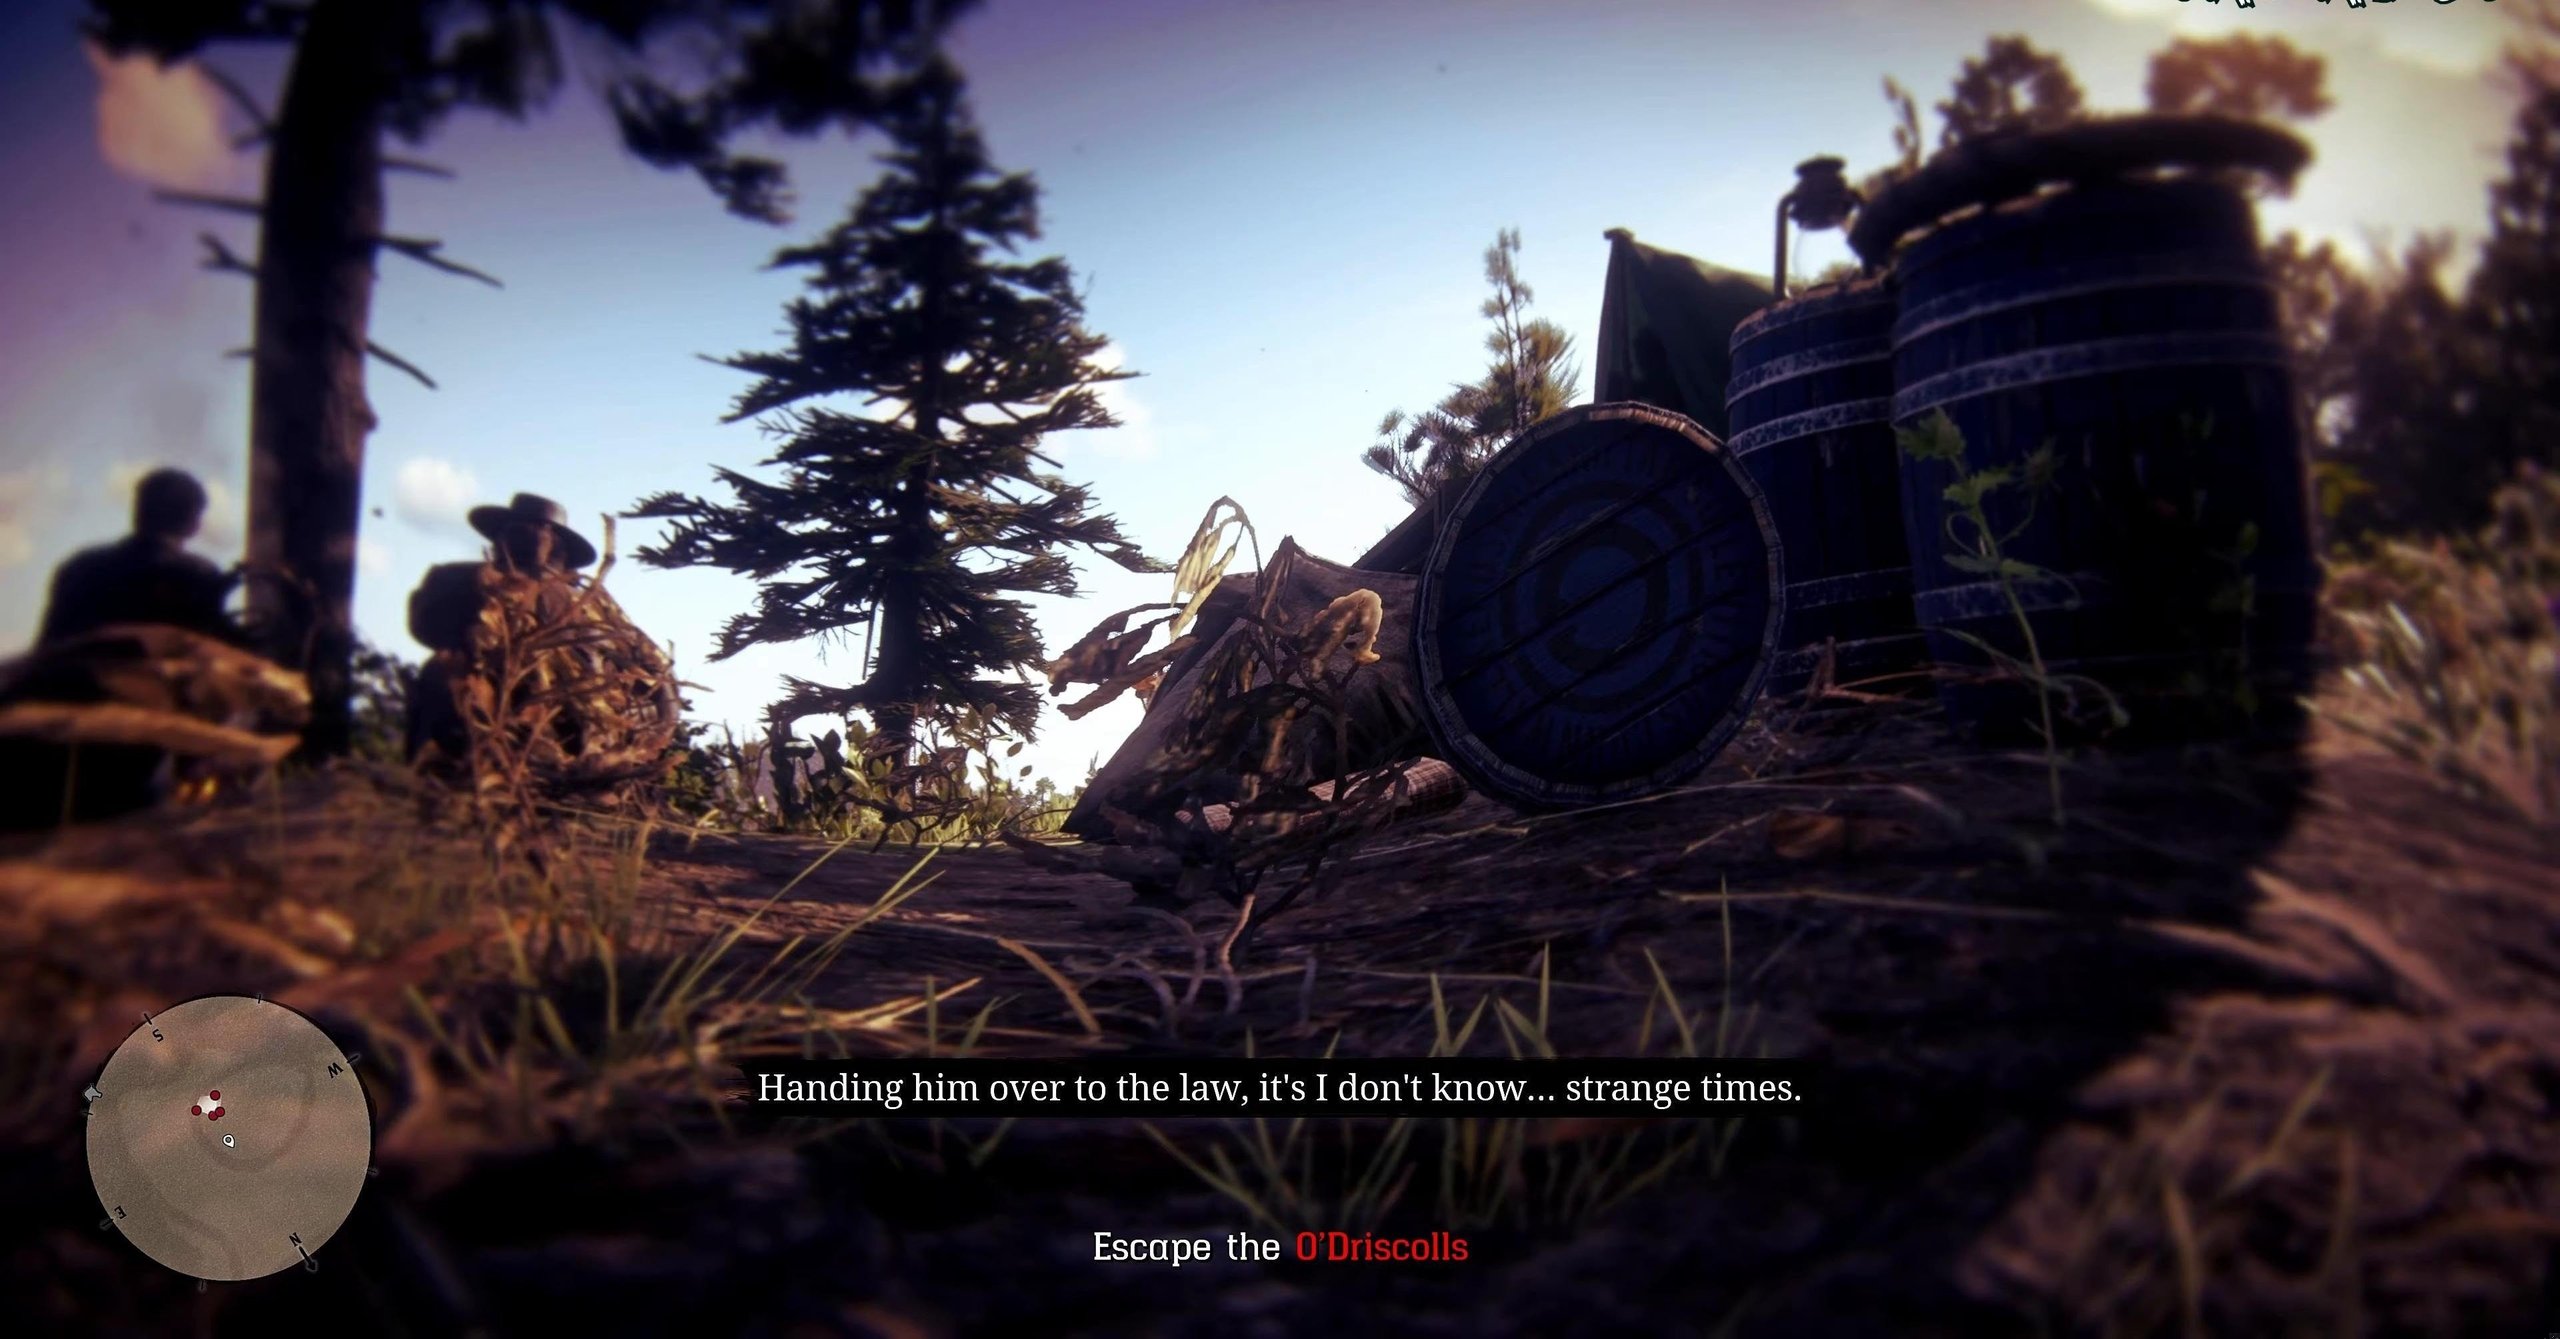 S
W
Handing him over to the law, it's I don't know... strange times.
E
N
Escape the O'Driscolls